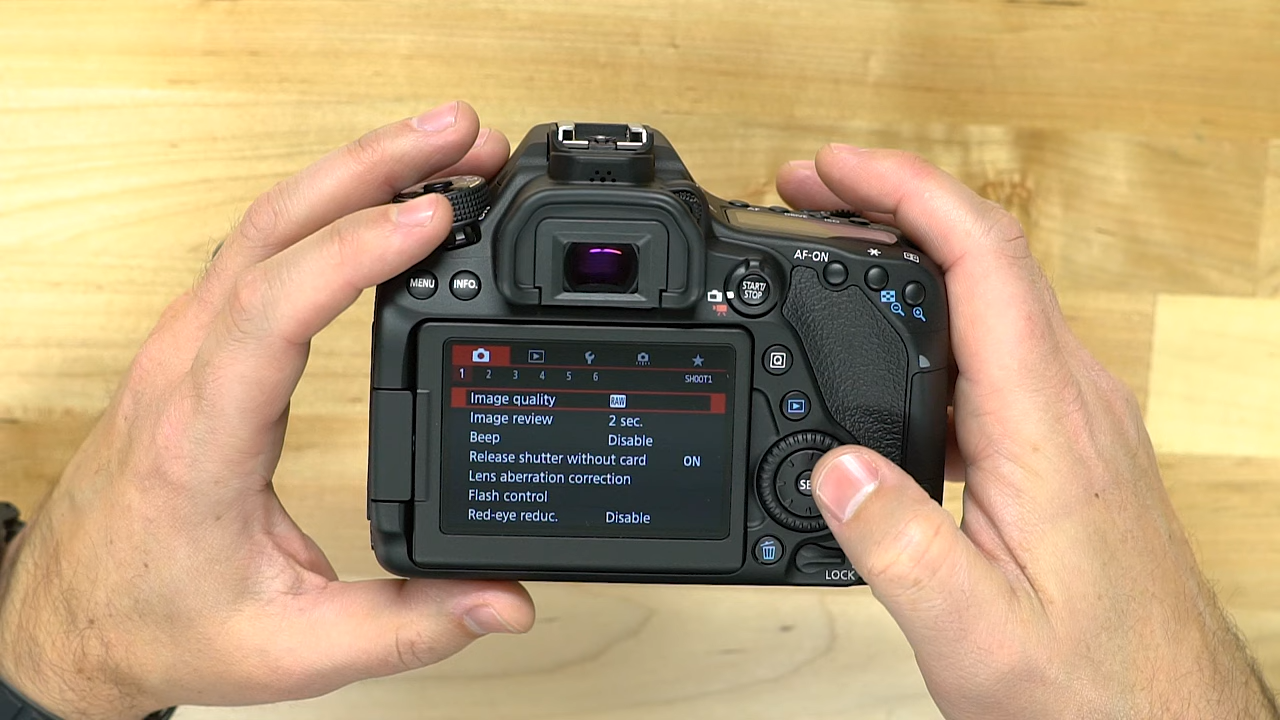 AF-ON
MENU
INFO.
START/
STOP
Q
1 2 3 4 5 6
SHOOT1
Image quality RAW
Image review 2 sec.
Beep Disable
Release shutter without card ON
Lens aberration correction
Flash control
Red-eye reduc. Disable
LOCK